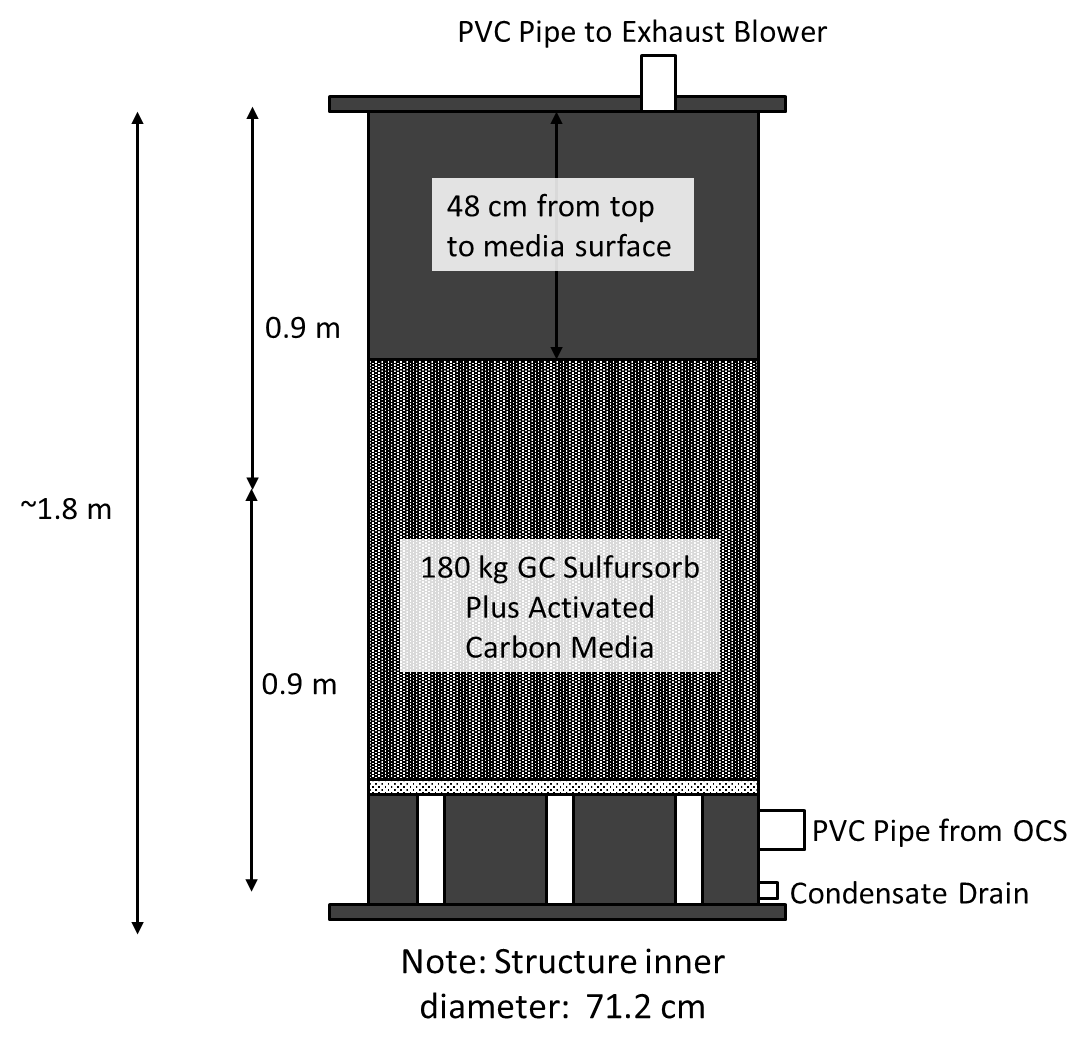 PVC Pipe to Exhaust Blower
48 cm from top
to media surface
0.9 m
~1.8 m
180 kg GC Sulfursorb
Plus Activated
Carbon Media
0.9 m
PVC Pipe from OCS
Condensate Drain
Note: Structure inner
diameter: 71.2 cm